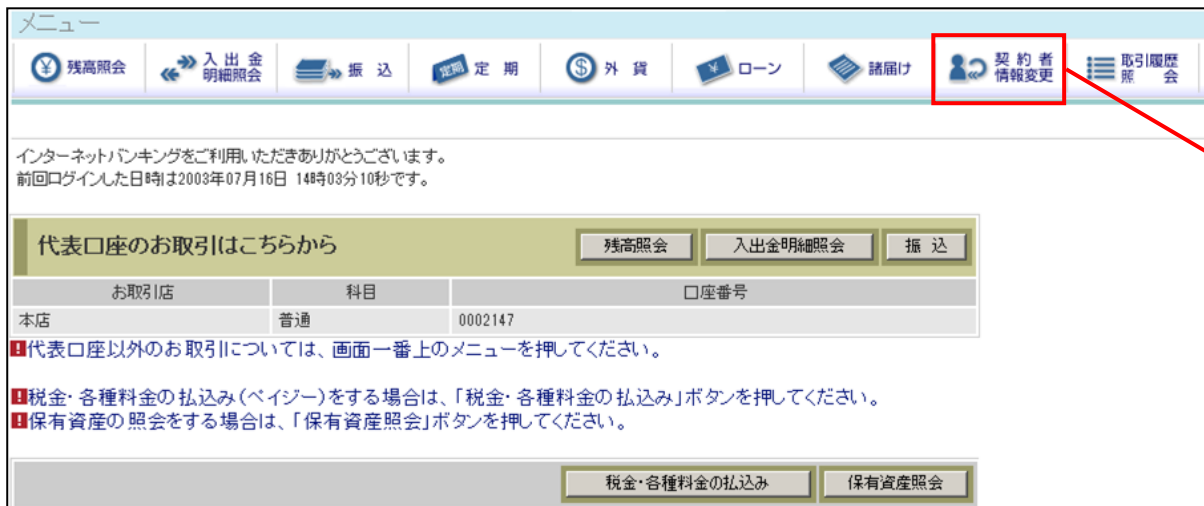 メニュー
残高照会
入出金
明細照会
振 込
定期
定 期
外 貨
ローン
諸届け
契約者
情報変更
取引履歴
照 会
インターネットバンキングをご利用いただきありがとうございます。
前回ログインした日時は2003年07月16日 14時03分10秒です。
代表口座のお取引はこちらから
残高照会
入出金明細照会
振 込
お取引店 科目 口座番号
本店 普通 0002147
代表口座以外のお取引については、画面一番上のメニューを押してください。
税金・各種料金の払込み(ペイジー)をする場合は、「税金・各種料金の払込み」ボタンを押してください。
保有資産の照会をする場合は、「保有資産照会」ボタンを押してください。
税金・各種料金の払込み
保有資産照会